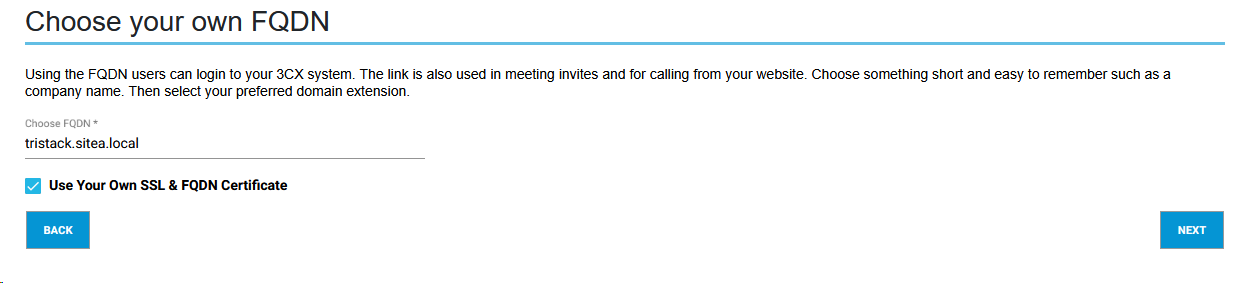 Choose your own FQDN
Using the FQDN users can login to your 3CX system. The link is also used in meeting invites and for calling from your website. Choose something short and easy to remember such as a
company name. Then select your preferred domain extension.
Choose FQDN *
tristack.sitea.local
Use Your Own SSL & FQDN Certificate
BACK
NEXT